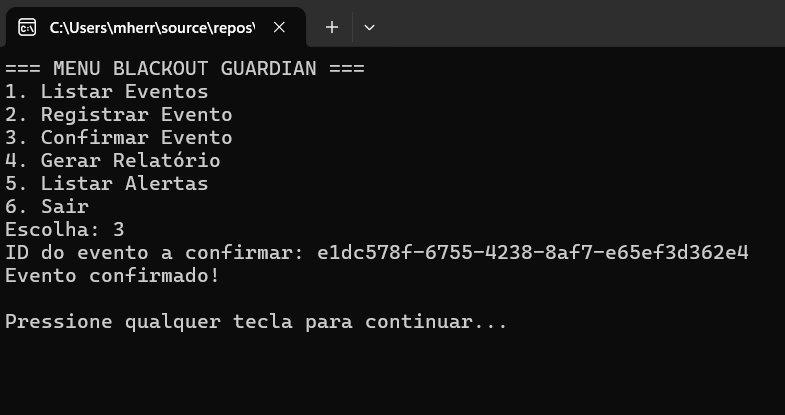 C:\Users\mherr\source\repos\
=== MENU BLACKOUT GUARDIAN ===
1. Listar Eventos
2. Registrar Evento
3. Confirmar Evento
4. Gerar Relatório
5. Listar Alertas
6. Sair
Escolha: 3
ID do evento a confirmar: e1dc578f-6755-4238-8af7-e65ef3d362e4
Evento confirmado!
Pressione qualquer tecla para continuar...